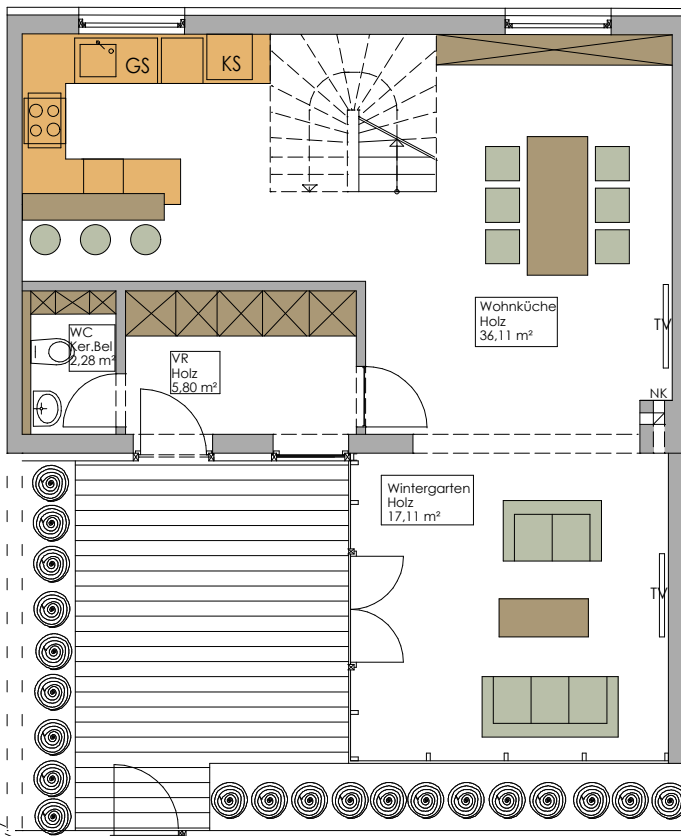 GS
KS
Wohnküche
Holz
36,11 m²
TV
WC
Ker.Bel
2,28 m²
VR
Holz
5,80 m²
NK
Wintergarten
Holz
17,11 m²
TV